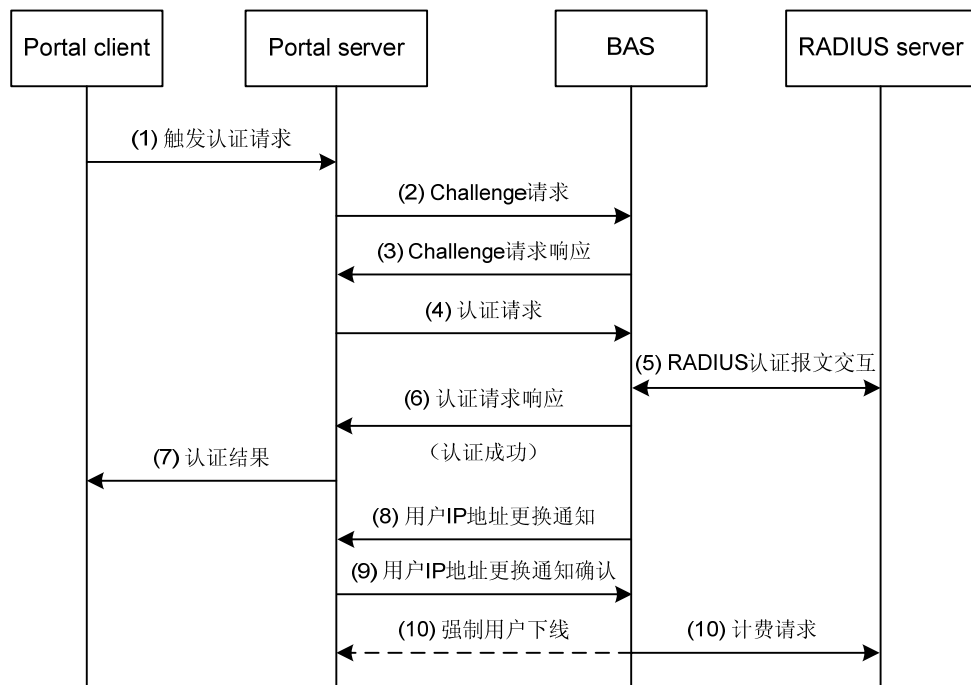 Portal client
Portal server
BAS
RADIUS server
(1) 触发认证请求
(2) Challenge请求
(3) Challenge请求响应
(4) 认证请求
(5) RADIUS认证报文交互
(6) 认证请求响应
（认证成功）
(7) 认证结果
(8) 用户IP地址更换通知
(9) 用户IP地址更换通知确认
(10) 强制用户下线
(10) 计费请求